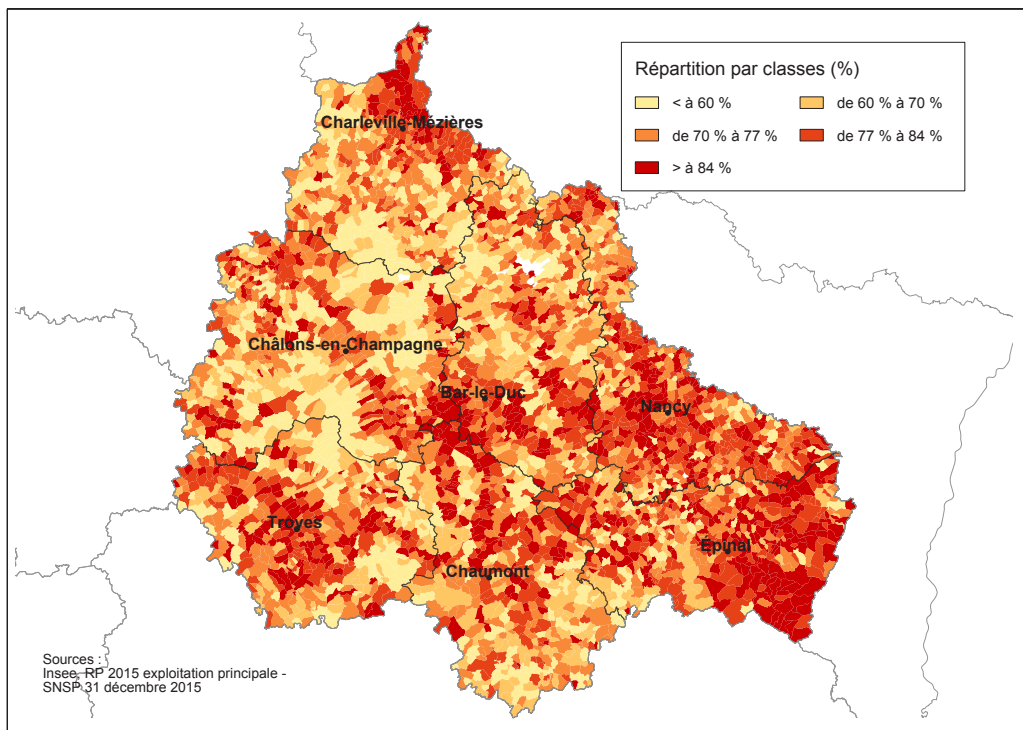 Répartition par classes (%)
< à 60 %
de 60 % à 70 %
de 70 % à 77 %
de 77 % à 84 %
> à 84 %
Charleville-Mézières
Châlons-en-Champagne
Bar-le-Duc
Nancy
Troyes
Épinal
Chaumont
Sources :
Insee, RP 2015 exploitation principale -
SNSP 31 décembre 2015